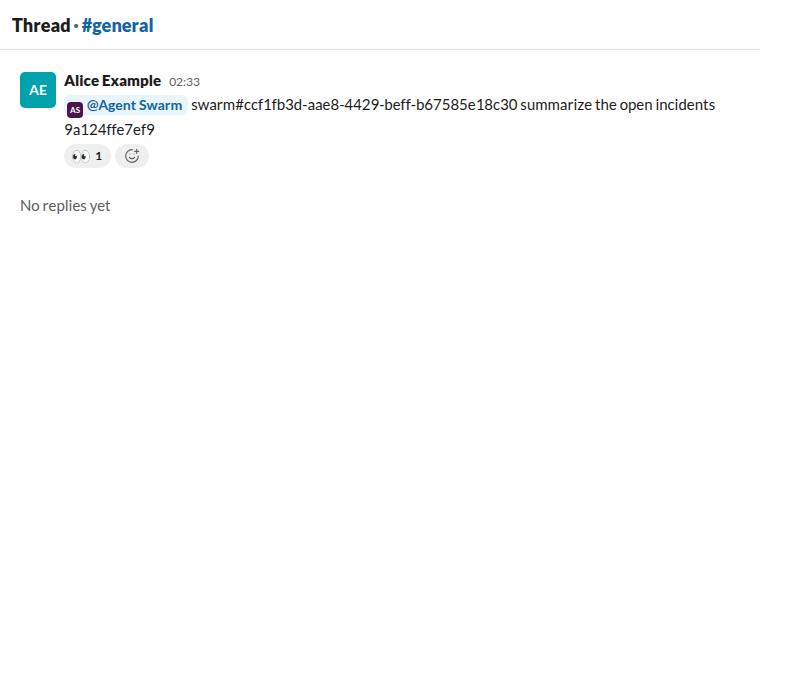 Thread • #general
AE
Alice Example 02:33
AS @Agent Swarm swarm#ccf1fb3d-aae8-4429-beff-b67585e18c30 summarize the open incidents
9a124ffe7ef9
👀 1
No replies yet